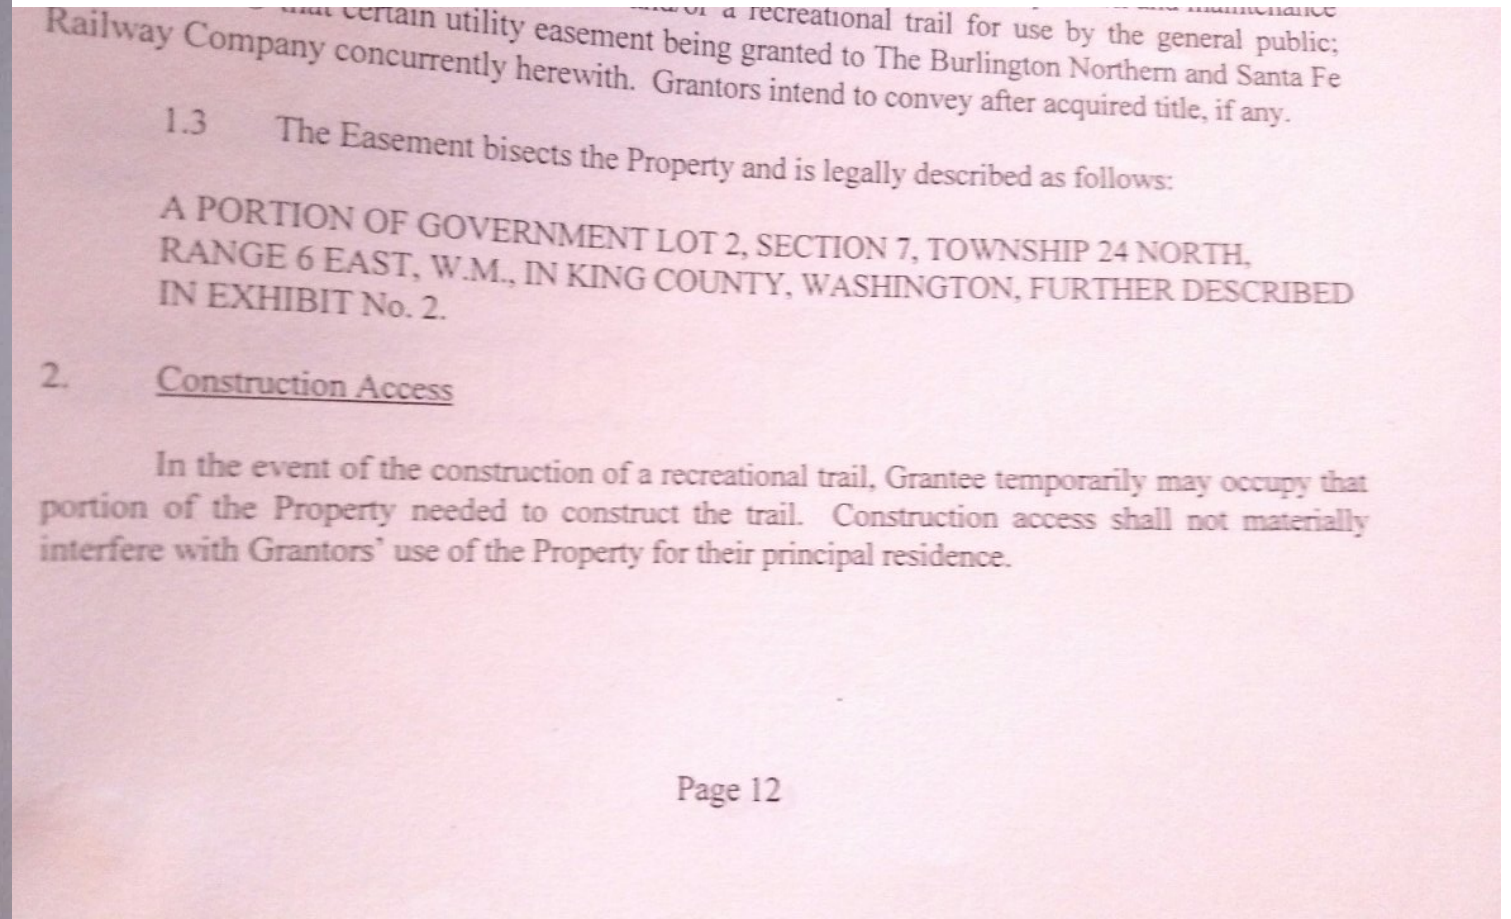 a recreational trail for use by the general public;
certain utility easement being granted to The Burlington Northern and Santa Fe
Railway Company concurrently herewith. Grantors intend to convey after acquired title, if any.
1.3 The Easement bisects the Property and is legally described as follows:
A PORTION OF GOVERNMENT LOT 2, SECTION 7, TOWNSHIP 24 NORTH,
RANGE 6 EAST, W.M., IN KING COUNTY, WASHINGTON, FURTHER DESCRIBED
IN EXHIBIT No. 2.
2. Construction Access
In the event of the construction of a recreational trail, Grantee temporarily may occupy that
portion of the Property needed to construct the trail. Construction access shall not materially
interfere with Grantors' use of the Property for their principal residence.
Page 12